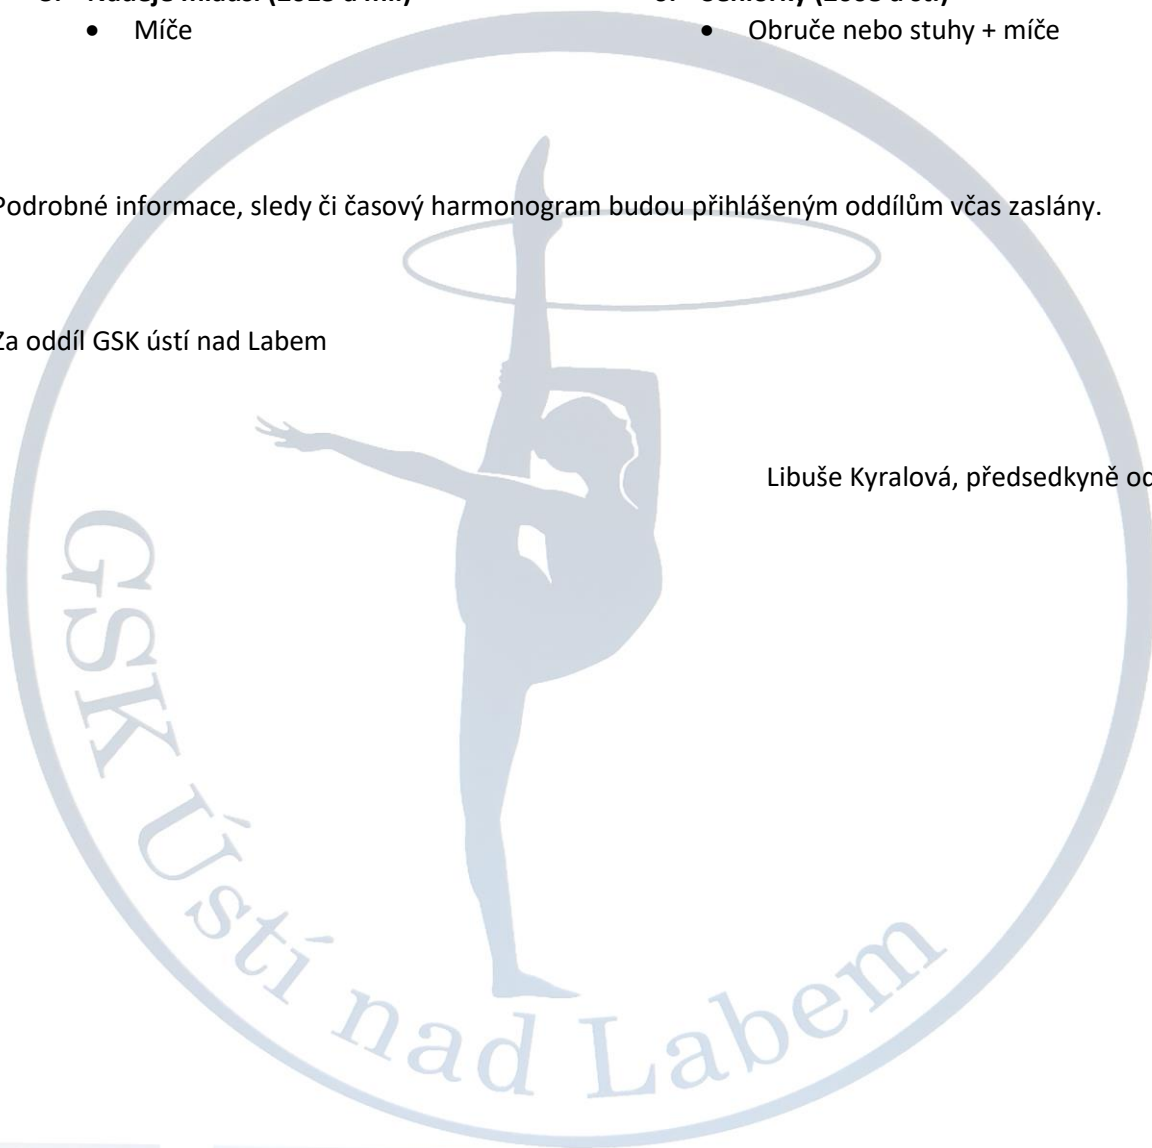 Míče
Obruče nebo stuhy + míče
Podrobné informace, sledy či časový harmonogram budou přihlášeným oddílům včas zaslány.
Za oddíl GSK ústí nad Labem
Libuše Kyralová, předsedkyně
GSK Ústí nad Labem